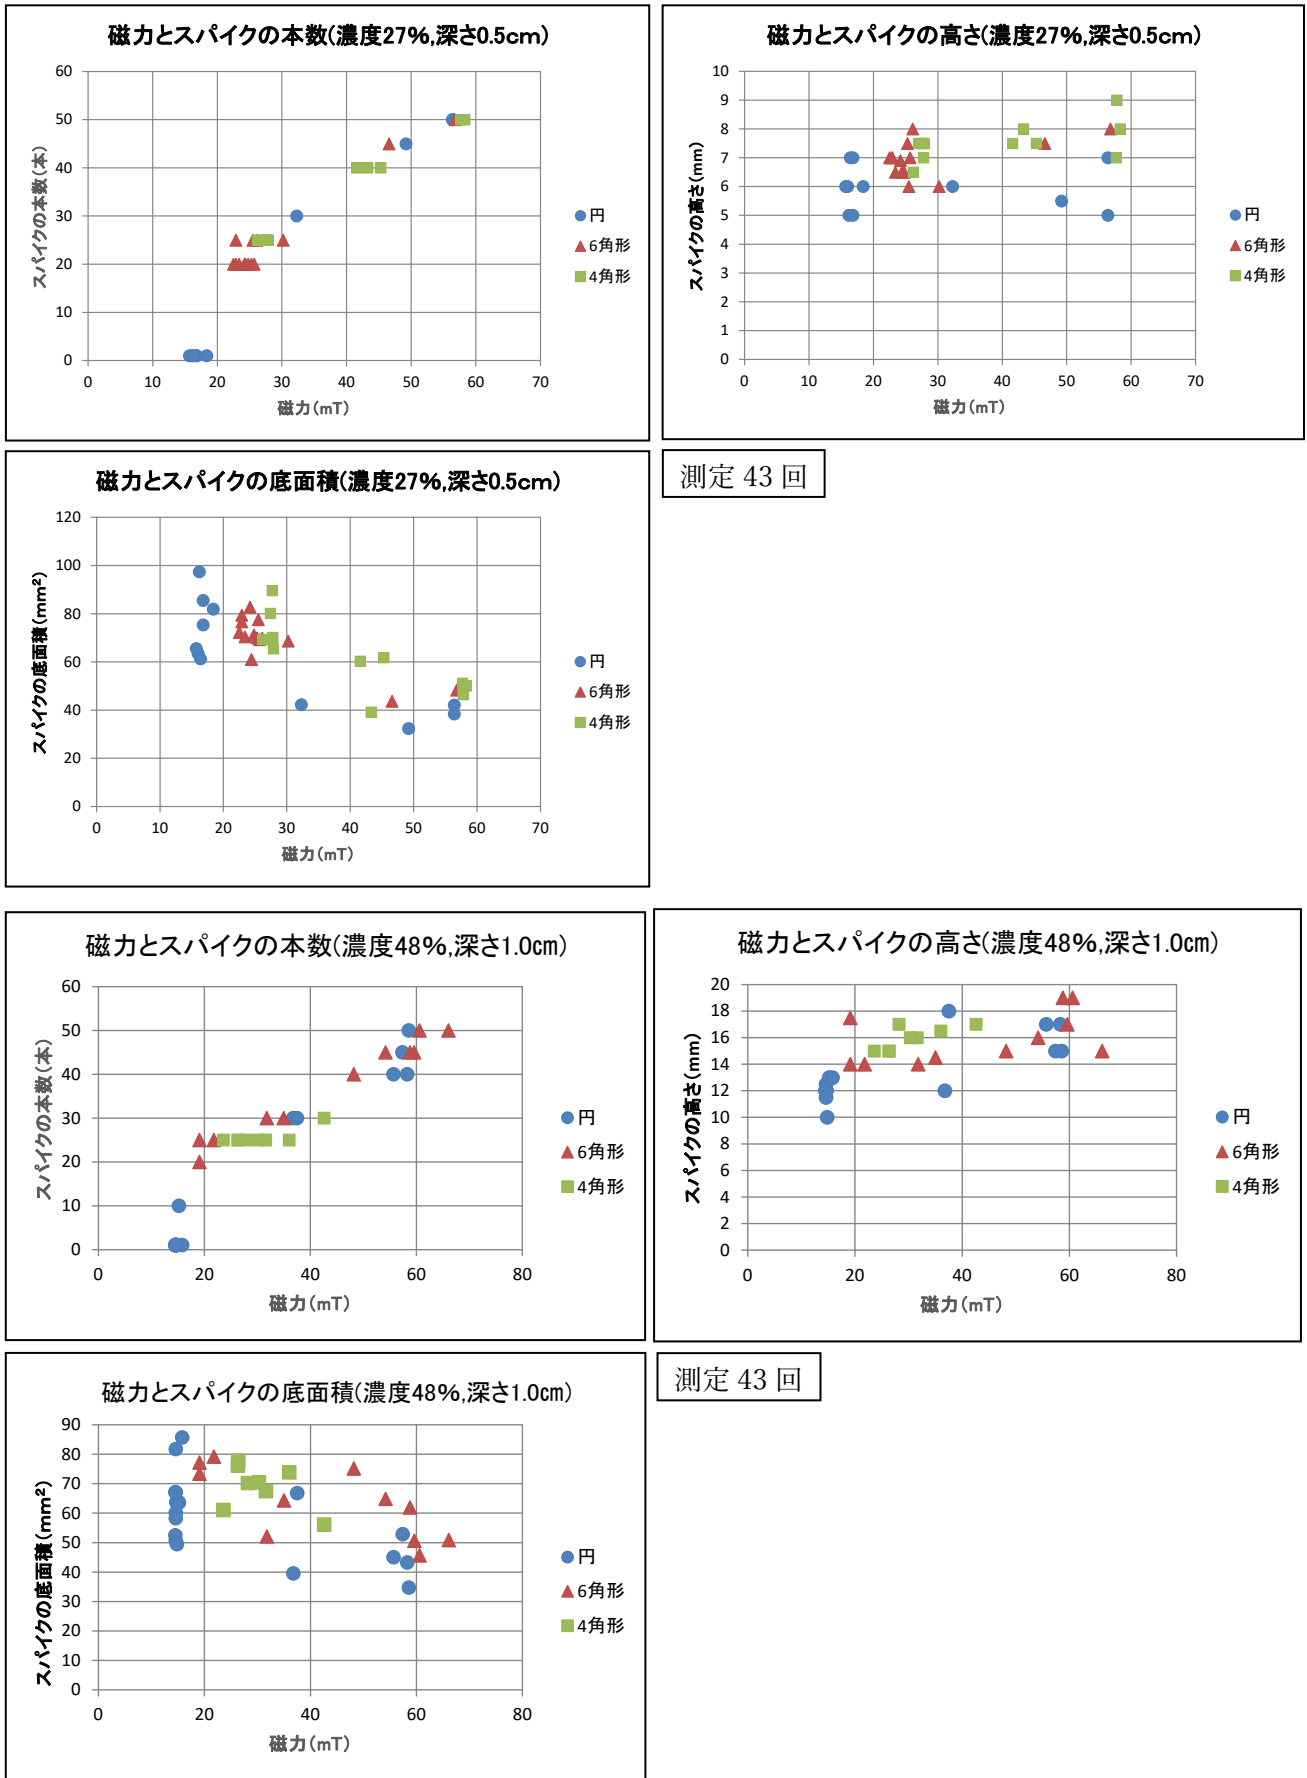 磁力とスパイクの本数(濃度27%,深さ0.5cm)
60
50
40
30
20
10
0
0 10 20 30 40 50 60 70
スパイクの本数(本)
磁力(mT)
円
6角形
4角形
磁力とスパイクの高さ(濃度27%,深さ0.5cm)
10
9
8
7
6
5
4
3
2
1
0
0 10 20 30 40 50 60 70
スパイクの高さ(mm)
磁力(mT)
円
6角形
4角形
磁力とスパイクの底面積(濃度27%,深さ0.5cm)
120
100
80
60
40
20
0
0 10 20 30 40 50 60 70
スパイクの底面積(mm²)
磁力(mT)
円
6角形
4角形
測定 43 回
磁力とスパイクの本数(濃度48%,深さ1.0㎝)
60
50
40
30
20
10
0
0 20 40 60 80
スパイクの本数(本)
磁力(mT)
円
6角形
4角形
磁力とスパイクの高さ(濃度48%,深さ1.0㎝)
20
18
16
14
12
10
8
6
4
2
0
0 20 40 60 80
スパイクの高さ(mm)
磁力(mT)
円
6角形
4角形
磁力とスパイクの底面積(濃度48%,深さ1.0㎝)
90
80
70
60
50
40
30
20
10
0
0 20 40 60 80
スパイクの底面積(mm²)
磁力(mT)
円
6角形
4角形
測定 43 回